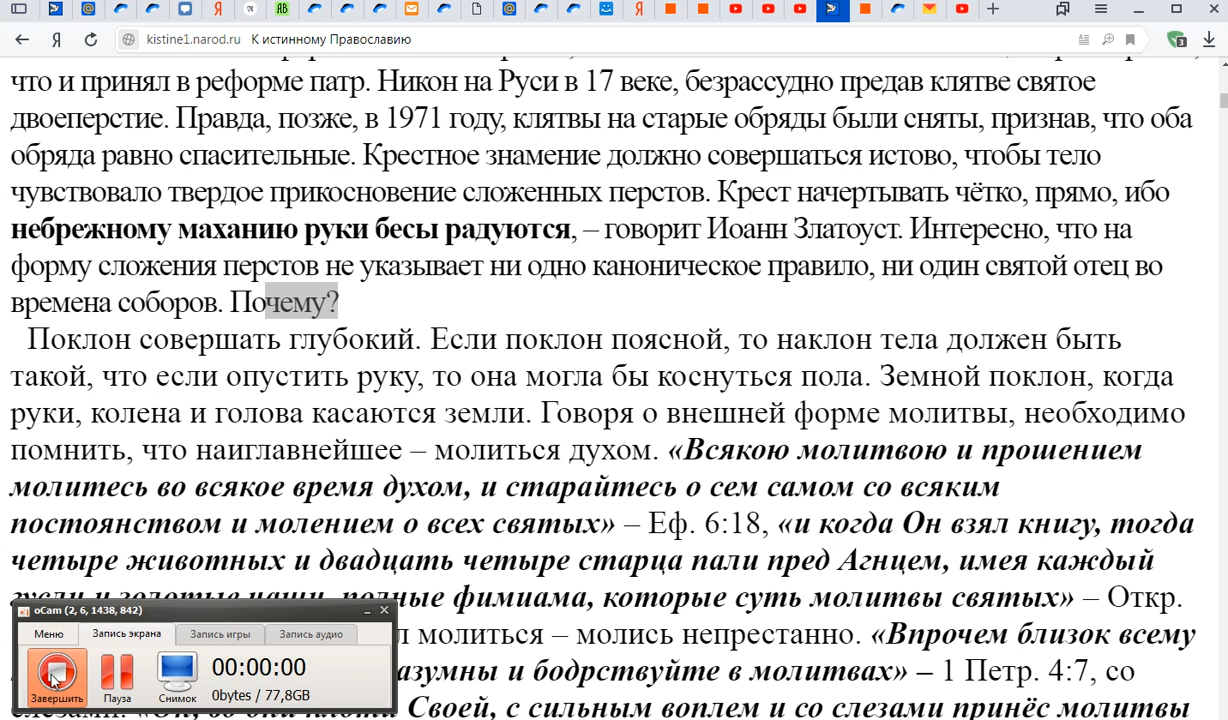 kistine1.narod.ru К истинному Православию
что и принял в реформе патр. Никон на Руси в 17 веке, безрассудно предав клятве святое
двоеперстие. Правда, позже, в 1971 году, клятвы на старые обряды были сняты, признав, что оба
обряда равно спасительные. Крестное знамение должно совершаться истово, чтобы тело
чувствовало твердое прикосновение сложенных перстов. Крест начертывать чётко, прямо, ибо
небрежному маханию руки бесы радуются, – говорит Иоанн Златоуст. Интересно, что на
форму сложения перстов не указывает ни одно каноническое правило, ни один святой отец во
времена соборов. Почему?
Поклон совершать глубокий. Если поклон поясной, то наклон тела должен быть
такой, что если опустить руку, то она могла бы коснуться пола. Земной поклон, когда
руки, колена и голова касаются земли. Говоря о внешней форме молитвы, необходимо
помнить, что наиглавнейшее – молиться духом. «Всякою молитвою и прошением
молитесь во всякое время духом, и старайтесь о сем самом со всяким
постоянством и молением о всех святых» – Еф. 6:18, «и когда Он взял книгу, тогда
четыре животных и двадцать четыре старца пали пред Агнцем, имея каждый
полные фимиама, которые суть молитвы святых» – Откр.
молиться – молись непрестанно. «Впрочем близок всему
и бодрствуйте в молитвах» – 1 Петр. 4:7, со
Своей, с сильным воплем и со слезами принёс молитвы
oCam (2, 6, 1438, 842)
Меню Запись экрана Запись игры Запись аудио
00:00:00
0bytes / 77,8GB
Завершить Пауза Снимок